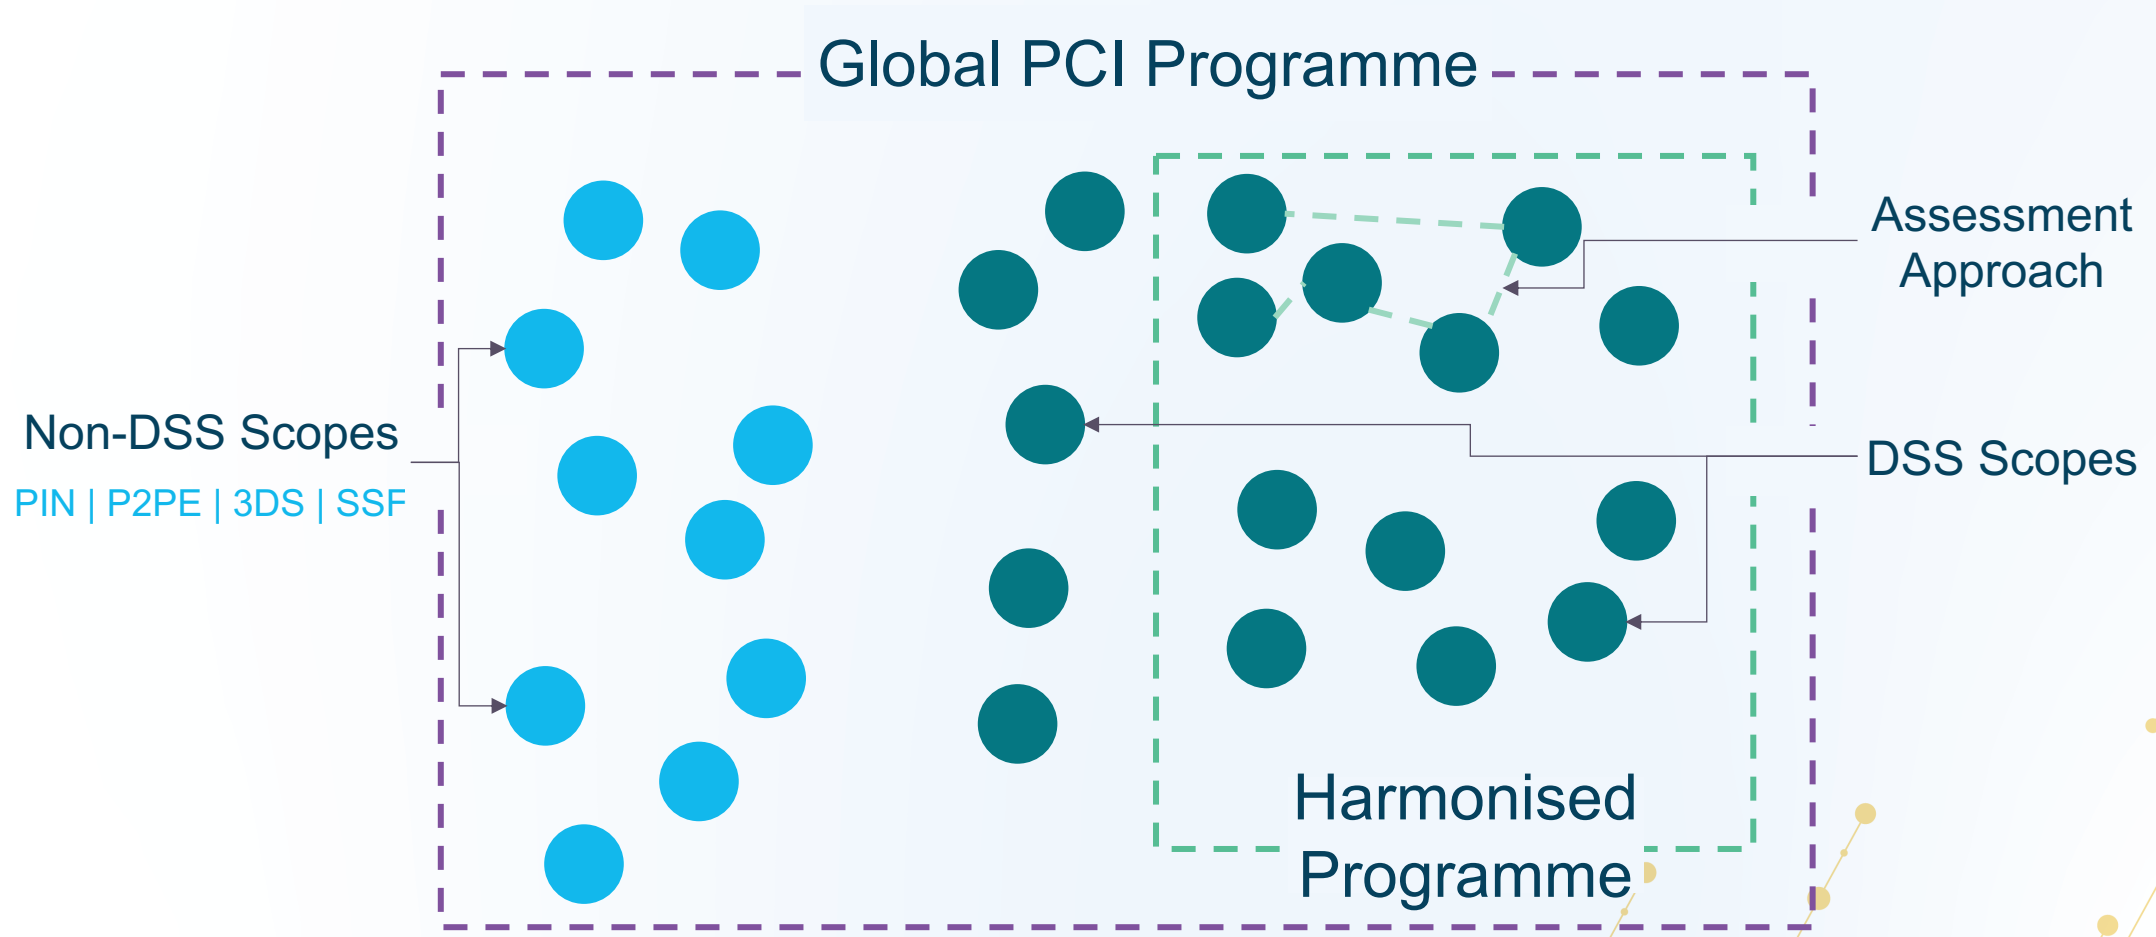 Global PCI Programme
Assessment
Approach
Non-DSS Scopes
PIN | P2PE | 3DS | SSF
DSS Scopes
Harmonised
Programme